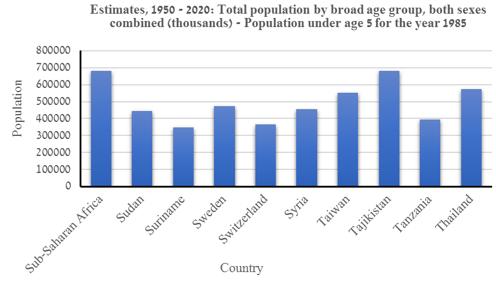 Estimates, 1950 - 2020: Total population by broad age group, both sexes
combined (thousands) - Population under age 5 for the year 1985
Population
800000
700000
600000
500000
400000
300000
200000
100000
0
Sub-Saharan Africa
Sudan
Suriname
Sweden
Switzerland
Syria
Taiwan
Tajikistan
Tanzania
Thailand
Country